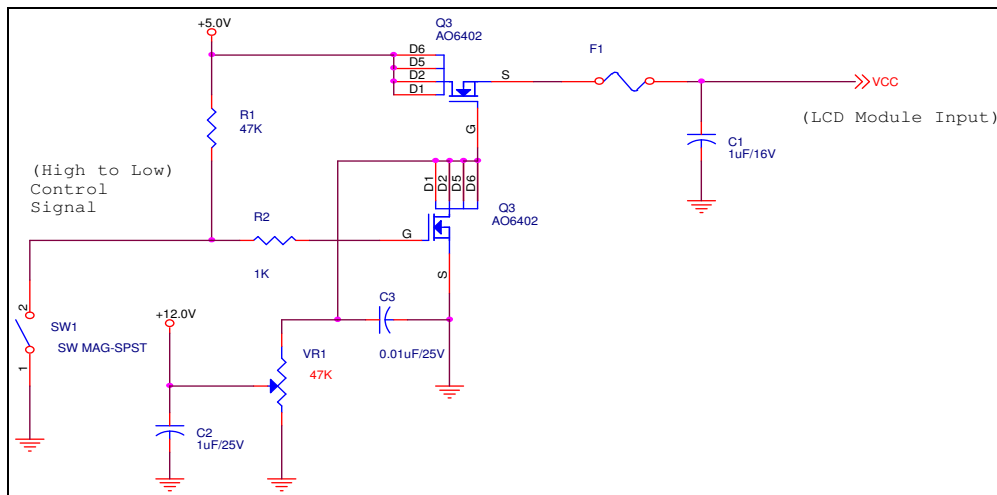 +5.0V
Q3
AO6402
D6
D5
D2
D1
S
G
F1
VCC
(LCD Module Input)
R1
47K
C1
1uF/16V
(High to Low)
Control
Signal
D1
D2
D5
D6
Q3
AO6402
R2
1K
G
S
2
1
SW1
SW MAG-SPST
+12.0V
C3
0.01uF/25V
VR1
47K
C2
1uF/25V